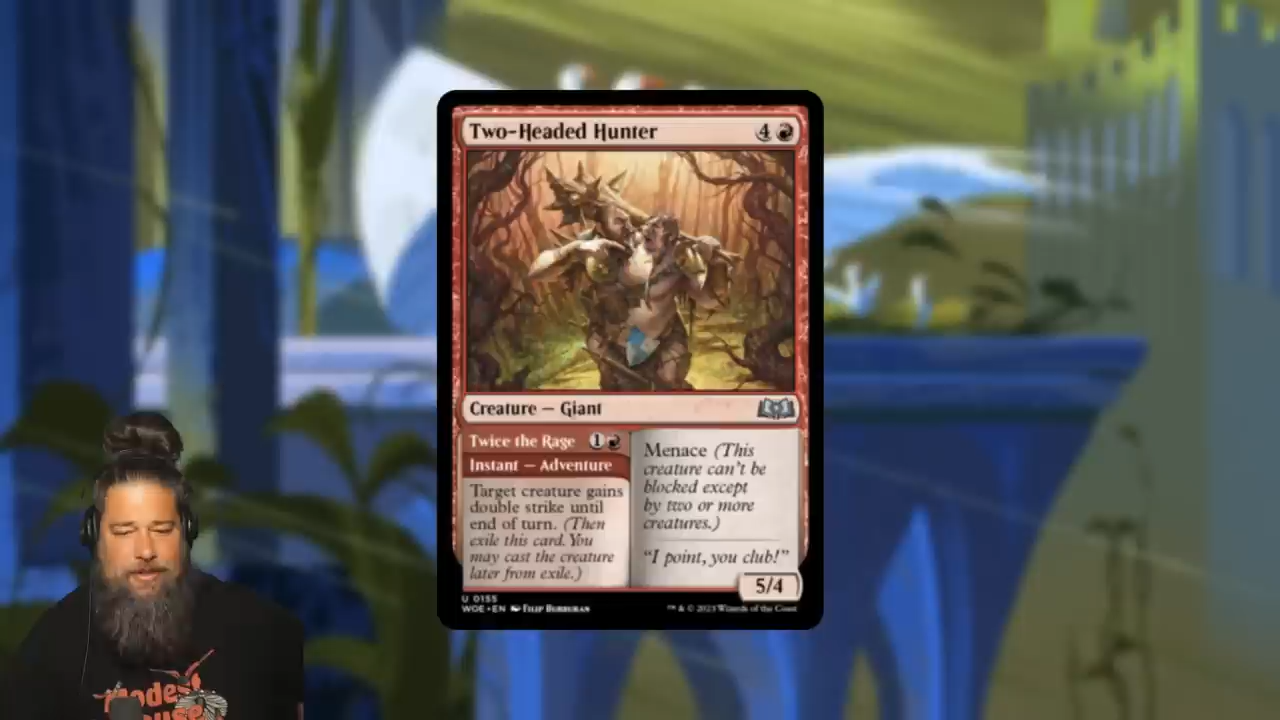 Two-Headed Hunter 4
Creature — Giant
Twice the Rage 1
Instant — Adventure
Target creature gains
double strike until
end of turn. (Then
exile this card. You
may cast the creature
later from exile.)
Menace (This
creature can't be
blocked except
by two or more
creatures.)
"I point, you club!"
5/4
U 0155
WOE • EN Filip Burburan
™ & © 2023 Wizards of the Coast
Modest